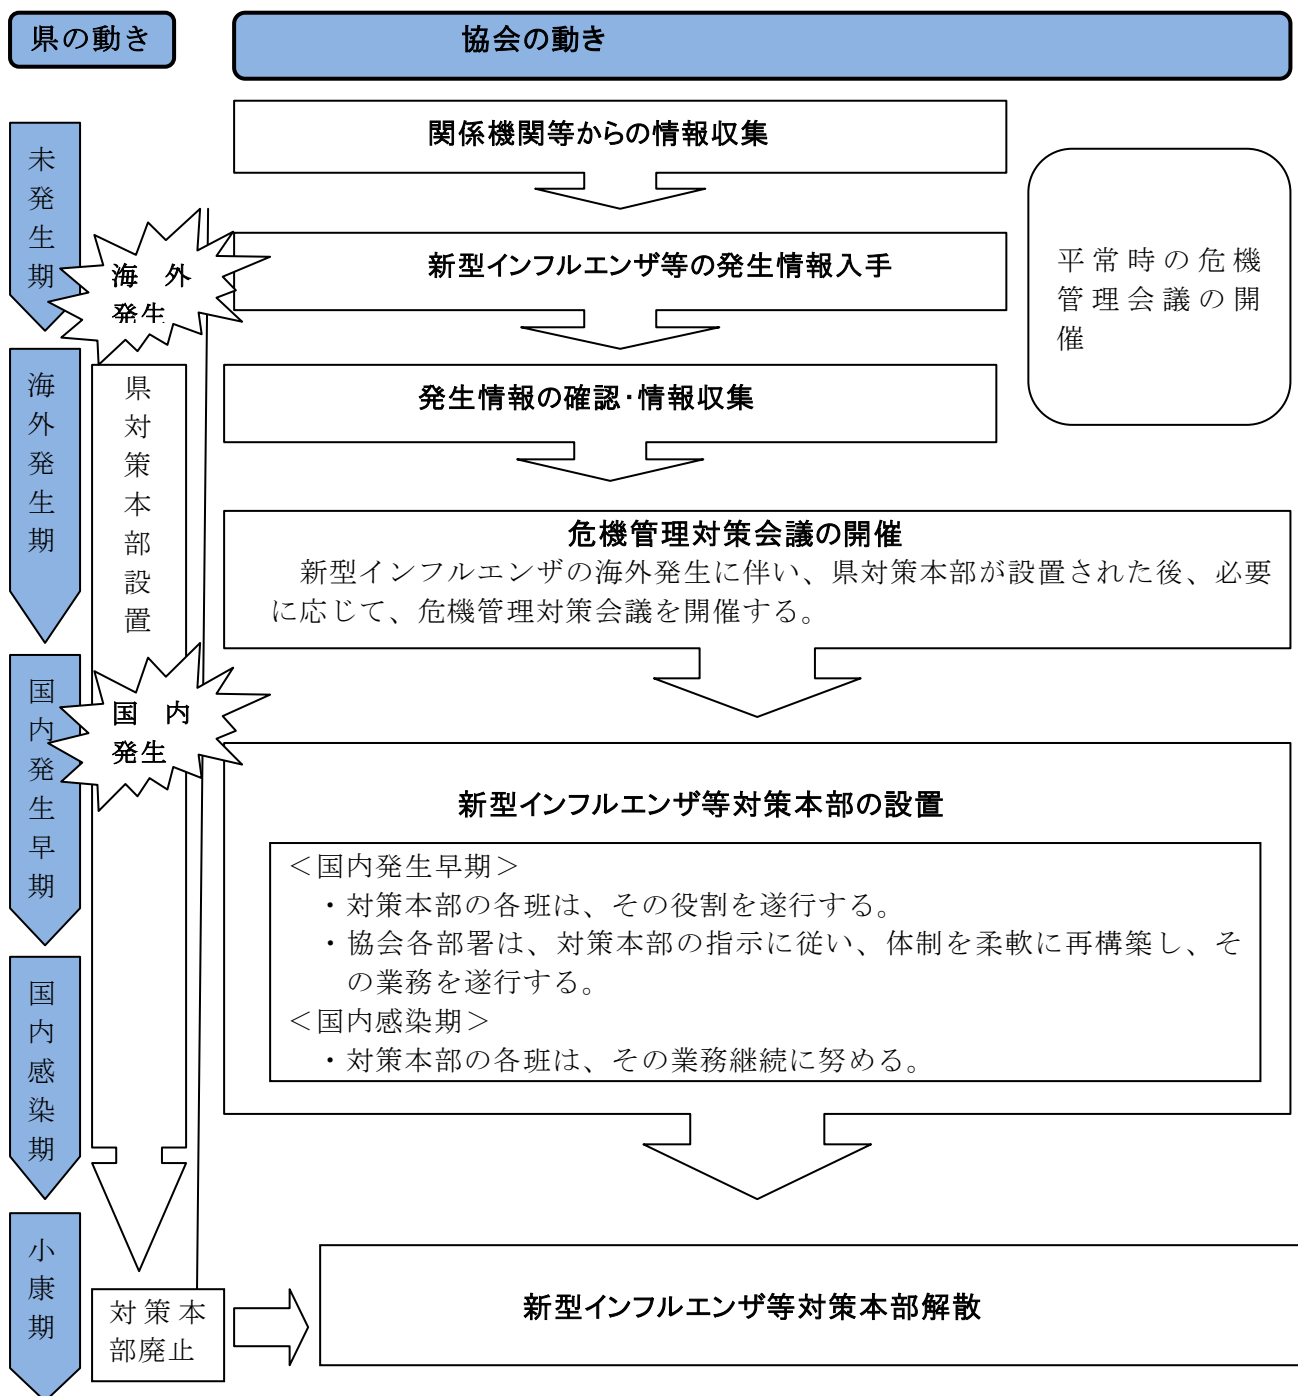 県の動き
協会の動き
未発生期
海外発生期
国内発生早期
国内感染期
小康期
海　外
発生
県対策本部設置
国　内
発生
対策本
部廃止
関係機関等からの情報収集
新型インフルエンザ等の発生情報入手
発生情報の確認・情報収集
平常時の危機
管理会議の開
催
危機管理対策会議の開催
新型インフルエンザの海外発生に伴い、県対策本部が設置された後、必要
に応じて、危機管理対策会議を開催する。
新型インフルエンザ等対策本部の設置
＜国内発生早期＞
・対策本部の各班は、その役割を遂行する。
・協会各部署は、対策本部の指示に従い、体制を柔軟に再構築し、そ
の業務を遂行する。
＜国内感染期＞
・対策本部の各班は、その業務継続に努める。
新型インフルエンザ等対策本部解散